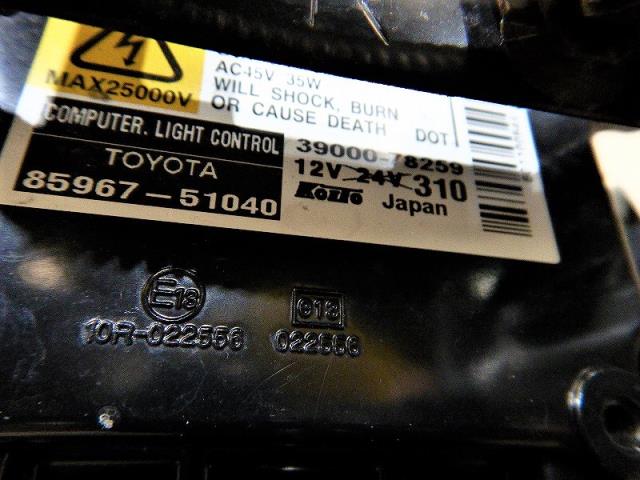 MAX25000V
AC45V 35W
WILL SHOCK, BURN
OR CAUSE DEATH DOT
COMPUTER. LIGHT CONTROL
TOYOTA
85967-51040
39000-78259
12V 24V 310
KOITO Japan
E13
10R-022556
e13
022556